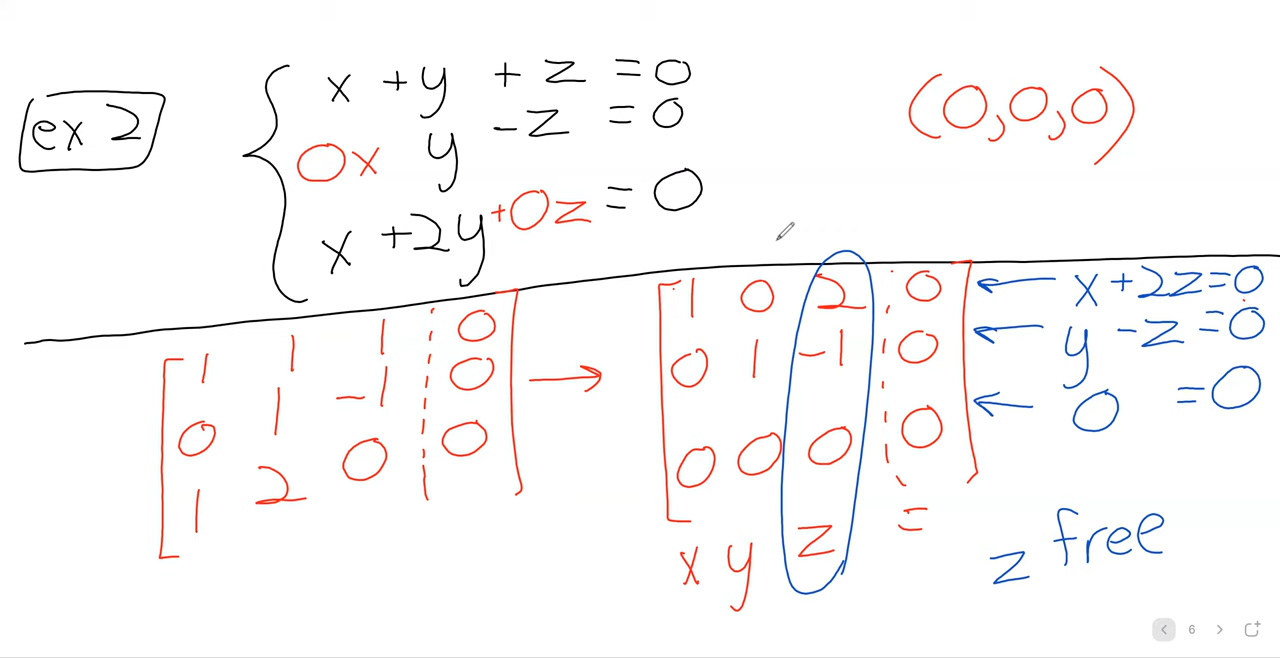 ex 2
x + y + z = 0
0x y - z = 0
x + 2y + 0z = 0
(0,0,0)
1 1 1 0
0 1 -1 0
1 2 0 0
→
1 0 2 0
0 1 -1 0
0 0 0 0
x y z =
← x + 2z = 0
← y - z = 0
← 0 = 0
z free
6